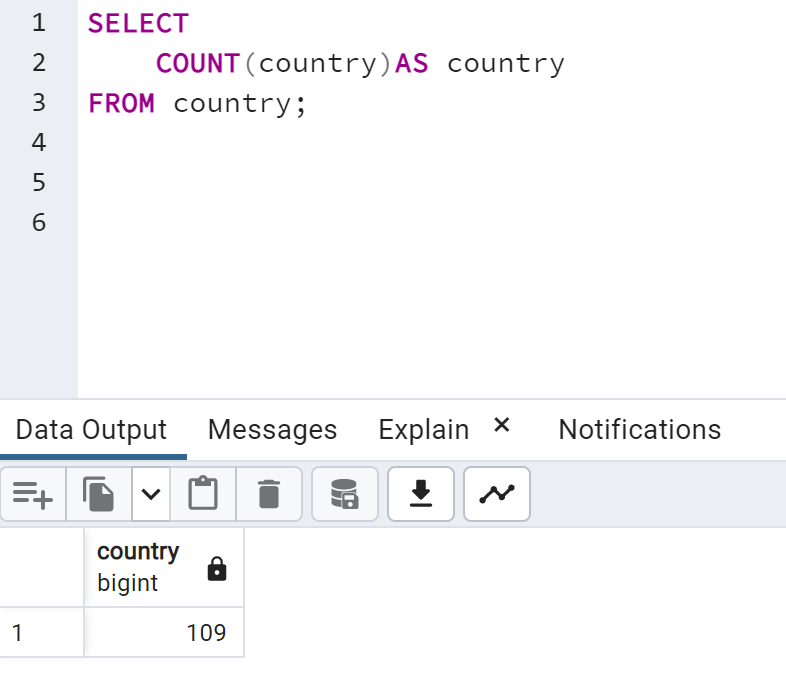 1 SELECT
2 COUNT(country)AS country
3 FROM country;
4
5
6
Data Output Messages Explain × Notifications
country
bigint
1 109